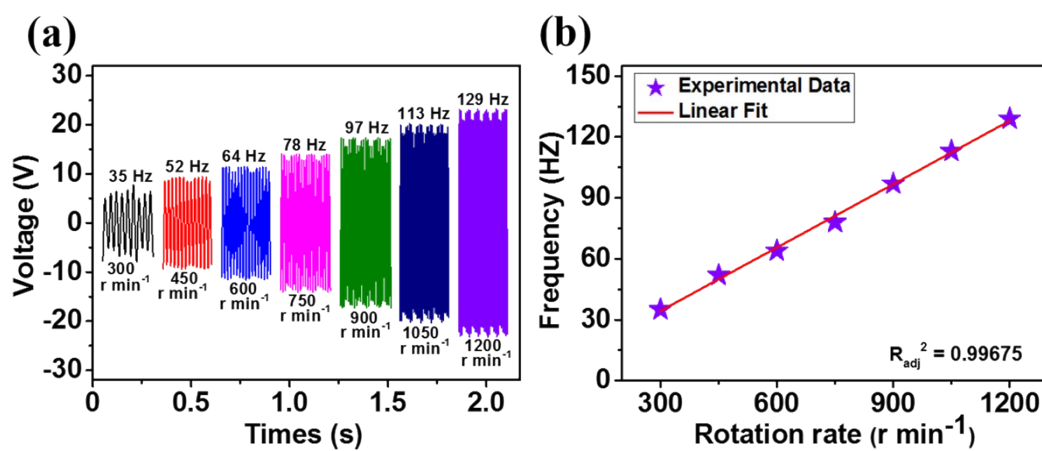 (a)
30
20
10
0
-10
-20
-30
Voltage (V)
35 Hz
52 Hz
64 Hz
78 Hz
97 Hz
113 Hz
129 Hz
300
r min⁻¹
450
r min⁻¹
600
r min⁻¹
750
r min⁻¹
900
r min⁻¹
1050
r min⁻¹
1200
r min⁻¹
0 0.5 1.0 1.5 2.0
Times (s)
(b)
150
120
90
60
30
0
Frequency (HZ)
Experimental Data
Linear Fit
R_adj² = 0.99675
300 600 900 1200
Rotation rate (r min⁻¹)